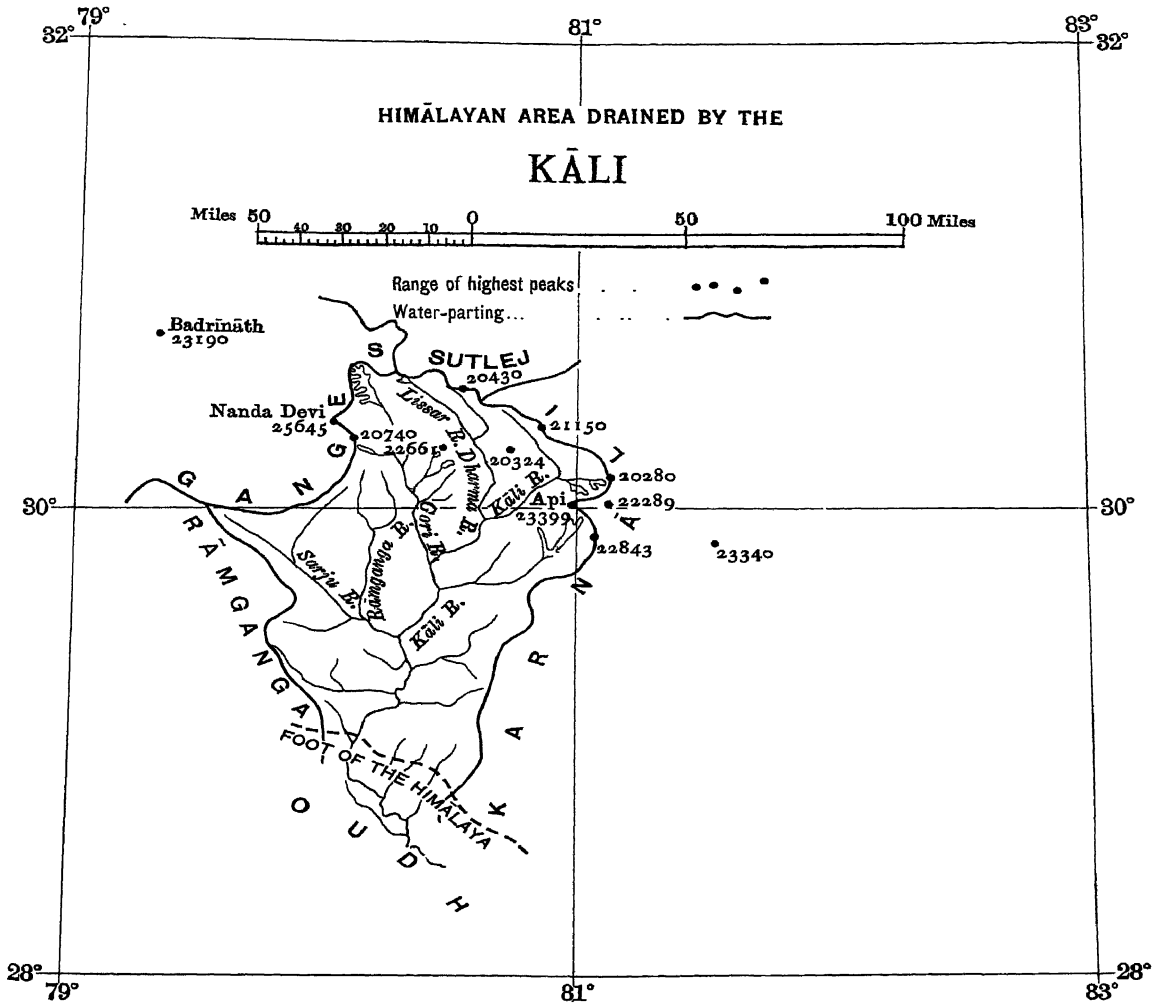 79° 81° 83°
32° 32°
HIMĀLAYAN AREA DRAINED BY THE
KĀLI
Miles 50 40 30 20 10 0 50 100 Miles
Range of highest peaks . . .
Water-parting... . .. .
Badrīnāth
23190
GANGES
SUTLEJ
20430
Lissar R.
Nanda Devi
25645
20740
22661
Dharma R.
20324
21150
Kāli R.
20280
Api
23399
22289
30° 30°
22843
23340
Gori R.
Rāmganga R.
Sarju R.
Kāli R.
RĀMGANGA
KARNĀLI
FOOT OF THE HIMĀLAYA
OUDH
28° 28°
79° 81° 83°